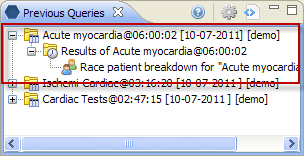 Previous Queries
Acute myocardia@06:00:02 [10-07-2011] [demo]
Results of Acute myocardia@06:00:02
Race patient breakdown for "Acute myocardia
Ischemi Cardiac@03:16:20 [10-07-2011] [demo]
Cardiac Tests@02:47:15 [10-07-2011] [demo]